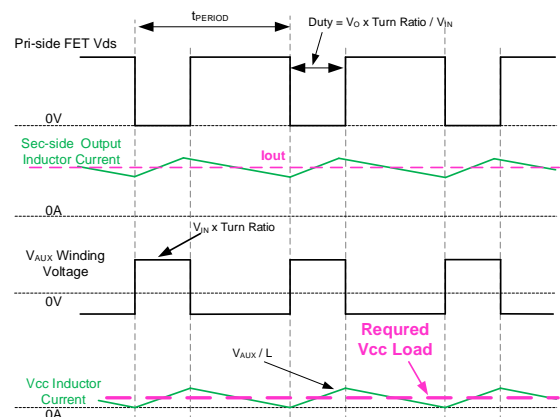 tPERIOD
Duty = VO x Turn Ratio / VIN
Pri-side FET Vds
0V
Sec-side Output
Inductor Current
Iout
0A
VIN x Turn Ratio
VAUX Winding
Voltage
0V
Requred
Vcc Load
VAUX / L
Vcc Inductor
Current
0A